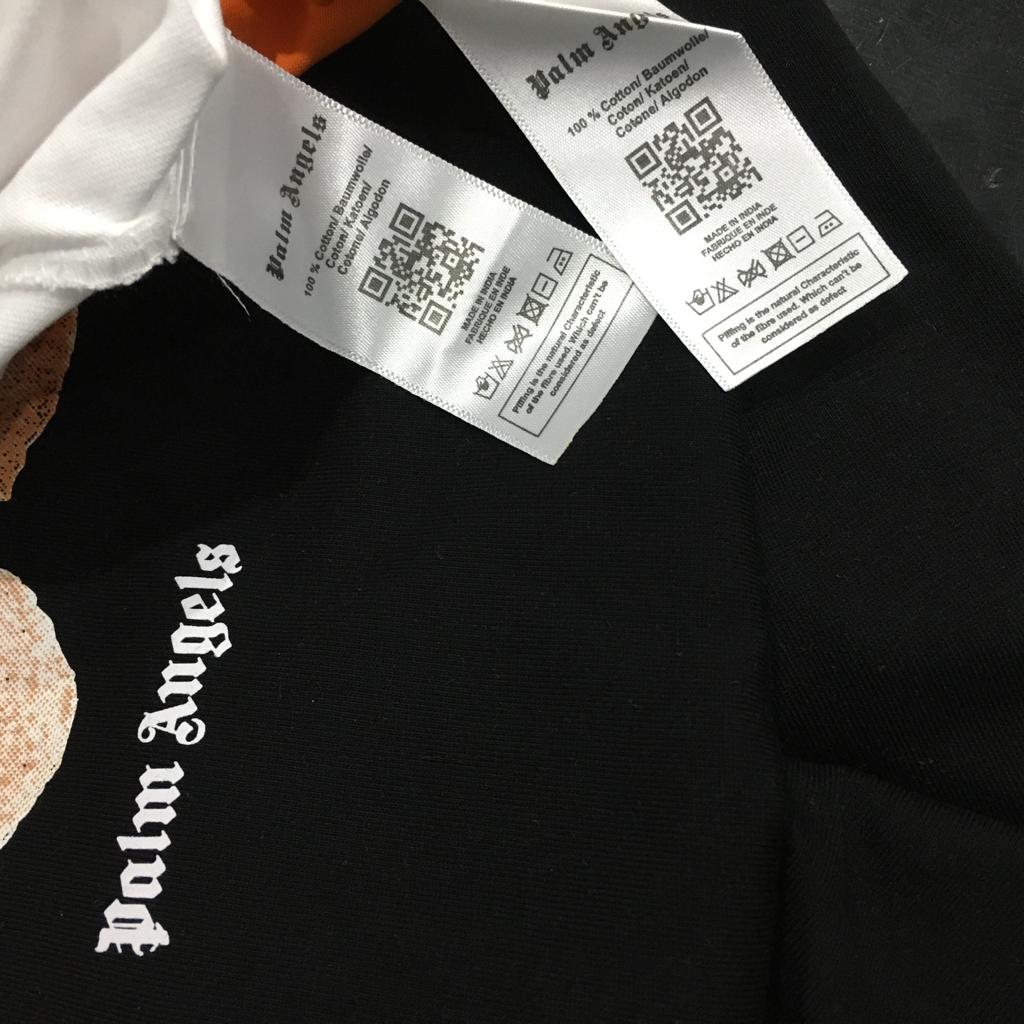 Palm Angels
100 % Cotton/ Baumwolle/
Coton/ Katoen/
Cotone/ Algodon
MADE IN INDIA
FABRIQUE EN INDE
HECHO EN INDIA
Pilling is the natural Characteristic
of the fibre used. Which can't be
considered as defect
Palm Angels
100 % Cotton/ Baumwolle/
Coton/ Katoen/
Cotone/ Algodon
MADE IN INDIA
FABRIQUE EN INDE
HECHO EN INDIA
Pilling is the natural Characteristic
of the fibre used. Which can't be
considered as defect
Palm Angels